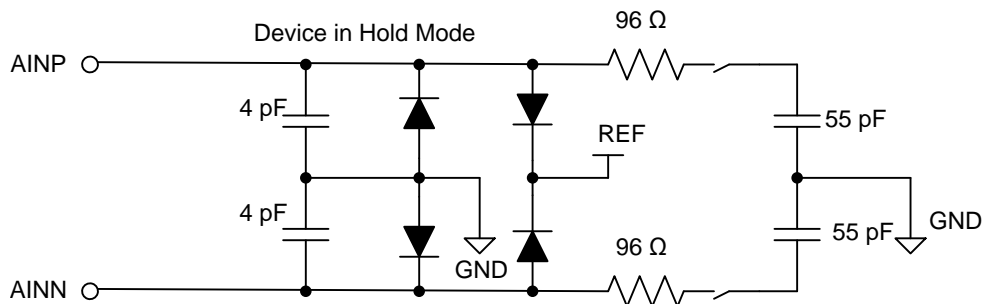 96 Ω
Device in Hold Mode
AINP
4 pF
55 pF
REF
4 pF
GND
96 Ω
55 pF
GND
AINN